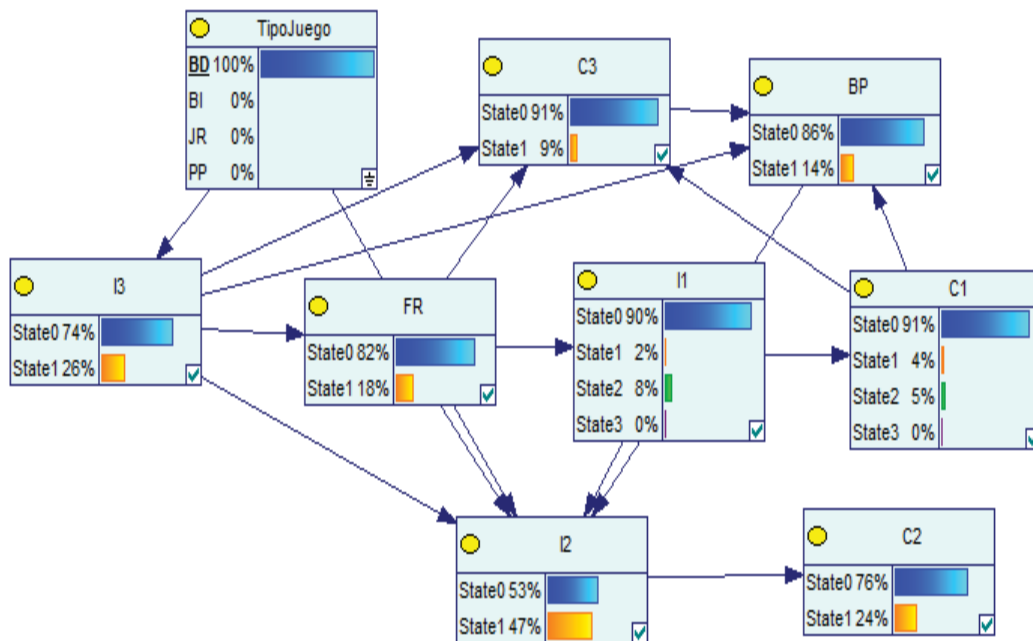 TipoJuego
BD 100%
BI 0%
JR 0%
PP 0%
C3
State0 91%
State1 9%
BP
State0 86%
State1 14%
I3
State0 74%
State1 26%
FR
State0 82%
State1 18%
I1
State0 90%
State1 2%
State2 8%
State3 0%
C1
State0 91%
State1 4%
State2 5%
State3 0%
I2
State0 53%
State1 47%
C2
State0 76%
State1 24%